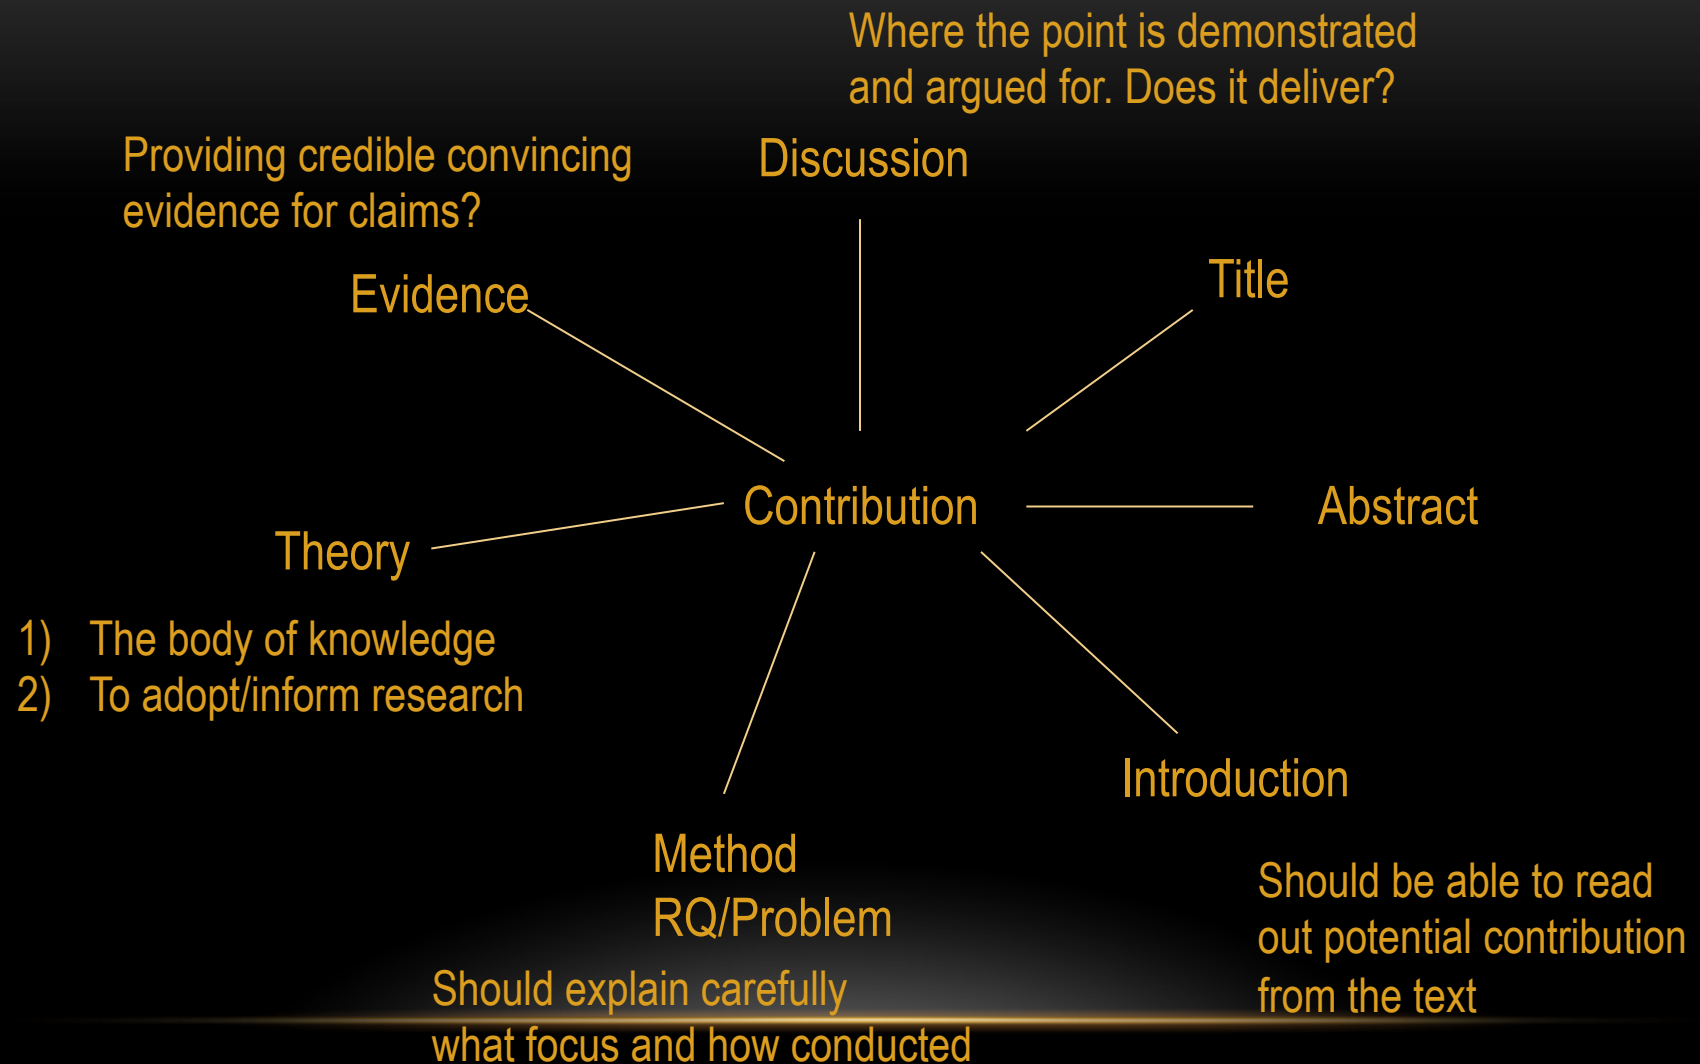 Where the point is demonstrated
and argued for. Does it deliver?
Providing credible convincing
evidence for claims?
Discussion
Evidence
Title
Contribution
Abstract
Theory
1) The body of knowledge
2) To adopt/inform research
Introduction
Method
RQ/Problem
Should be able to read
out potential contribution
from the text
Should explain carefully
what focus and how conducted